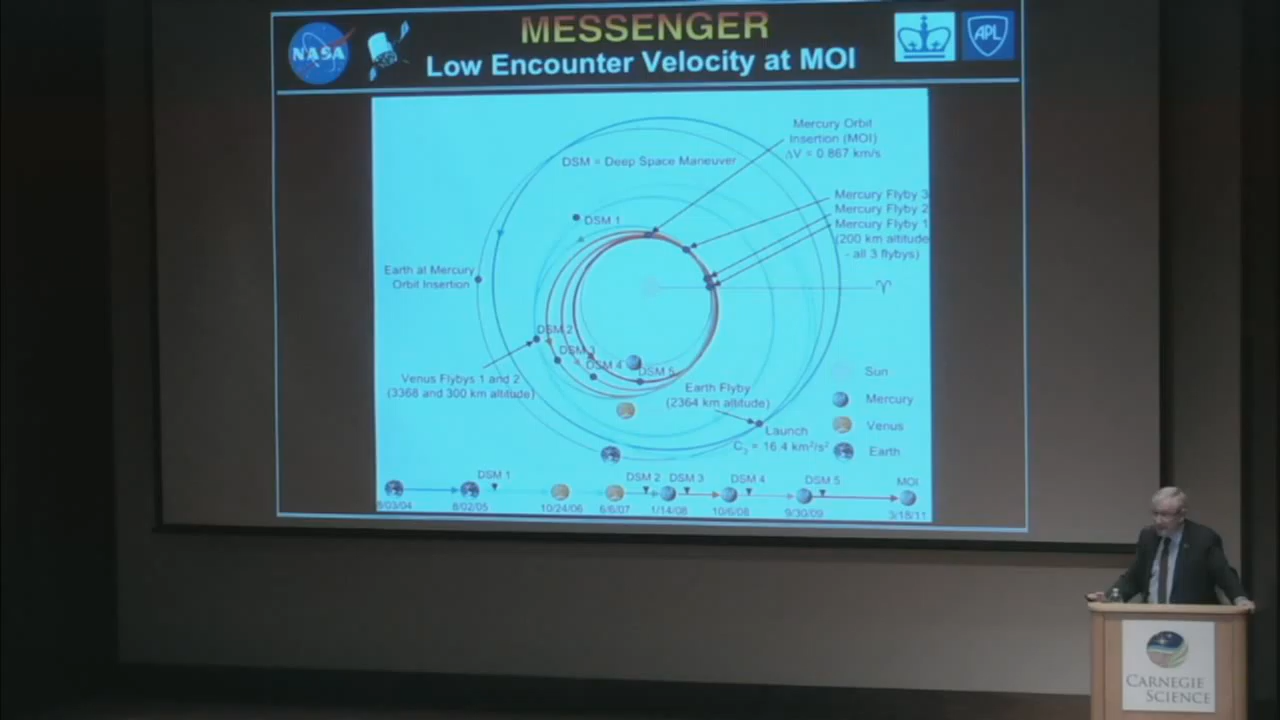 NASA
MESSENGER
Low Encounter Velocity at MOI
APL
Mercury Orbit
Insertion (MOI)
ΔV = 0.867 km/s
DSM = Deep Space Maneuver
Mercury Flyby 3
Mercury Flyby 2
Mercury Flyby 1
(200 km altitude
- all 3 flybys)
DSM 1
Earth at Mercury
Orbit Insertion
DSM 2
DSM 3
DSM 4
DSM 5
Venus Flybys 1 and 2
(3368 and 300 km altitude)
Earth Flyby
(2364 km altitude)
Launch
C₃ = 16.4 km²/s²
Sun
Mercury
Venus
Earth
DSM 1
DSM 2
DSM 3
DSM 4
DSM 5
MOI
8/03/04
8/02/05
10/24/06
6/6/07
1/14/08
10/6/08
9/30/09
3/18/11
CARNEGIE
SCIENCE